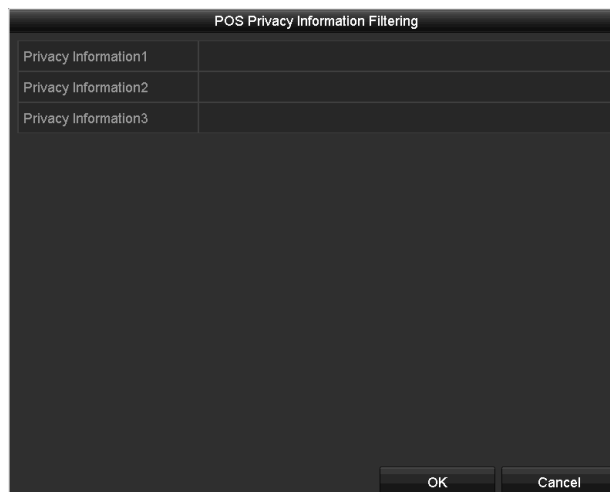 POS Privacy Information Filtering
Privacy Information1
Privacy Information2
Privacy Information3
OK Cancel